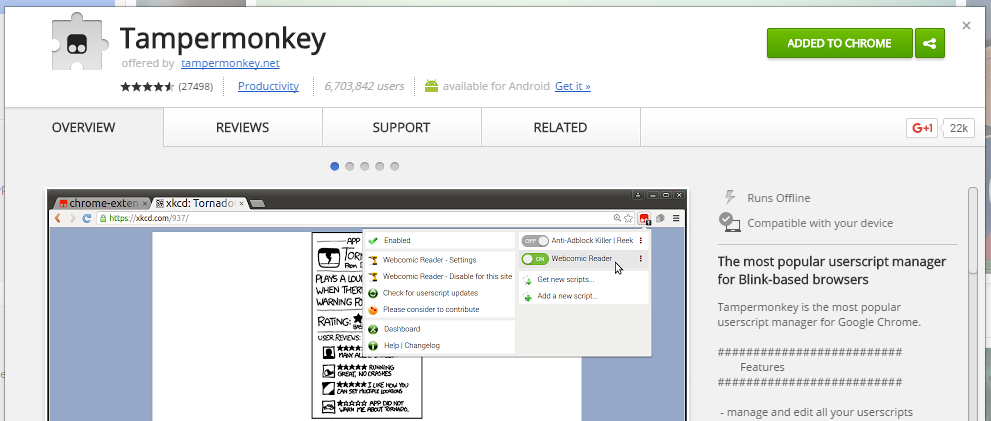 Tampermonkey
offered by tampermonkey.net
(27498) Productivity 6,703,842 users available for Android Get it »
ADDED TO CHROME
OVERVIEW REVIEWS SUPPORT RELATED
G+1 22k
chrome-exten xkcd: Tornado
https://xkcd.com/937/
Enabled
Webcomic Reader - Settings
Webcomic Reader - Disable for this site
Check for userscript updates
Please consider to contribute
Dashboard
Help | Changelog
OFF Anti-Adblock Killer | Reek
ON Webcomic Reader
Get new scripts...
Add a new script...
APP
TOR
FROM
PLAYS A LOU
WHEN THER
WARNING FO
RATING:
USER REVIEWS:
MANY AL
RUNNING
GREAT, NO CRASHES
I LIKE HOW YOU
CAN SET MULTIPLE LOCATIONS
APP DID NOT
WARN ME ABOUT TORNADO.
Runs Offline
Compatible with your device
The most popular userscript manager
for Blink-based browsers
Tampermonkey is the most popular
userscript manager for Google Chrome.
##########################
Features
##########################
- manage and edit all your userscripts